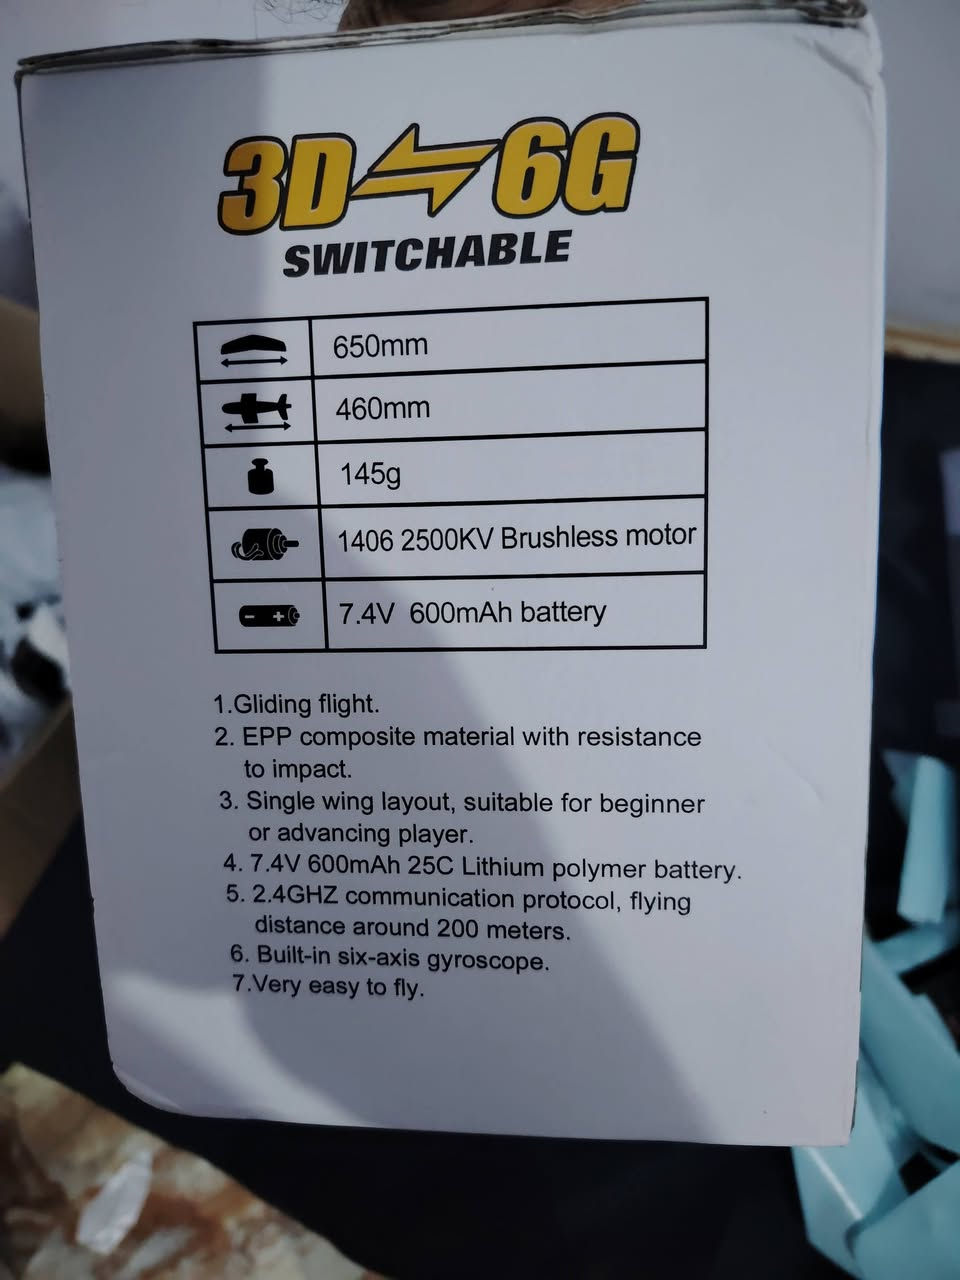 3D 6G
SWITCHABLE
650mm
460mm
145g
1406 2500KV Brushless motor
7.4V 600mAh battery
1.Gliding flight.
2. EPP composite material with resistance
to impact.
3. Single wing layout, suitable for beginner
or advancing player.
4. 7.4V 600mAh 25C Lithium polymer battery.
5. 2.4GHZ communication protocol, flying
distance around 200 meters.
6. Built-in six-axis gyroscope.
7.Very easy to fly.